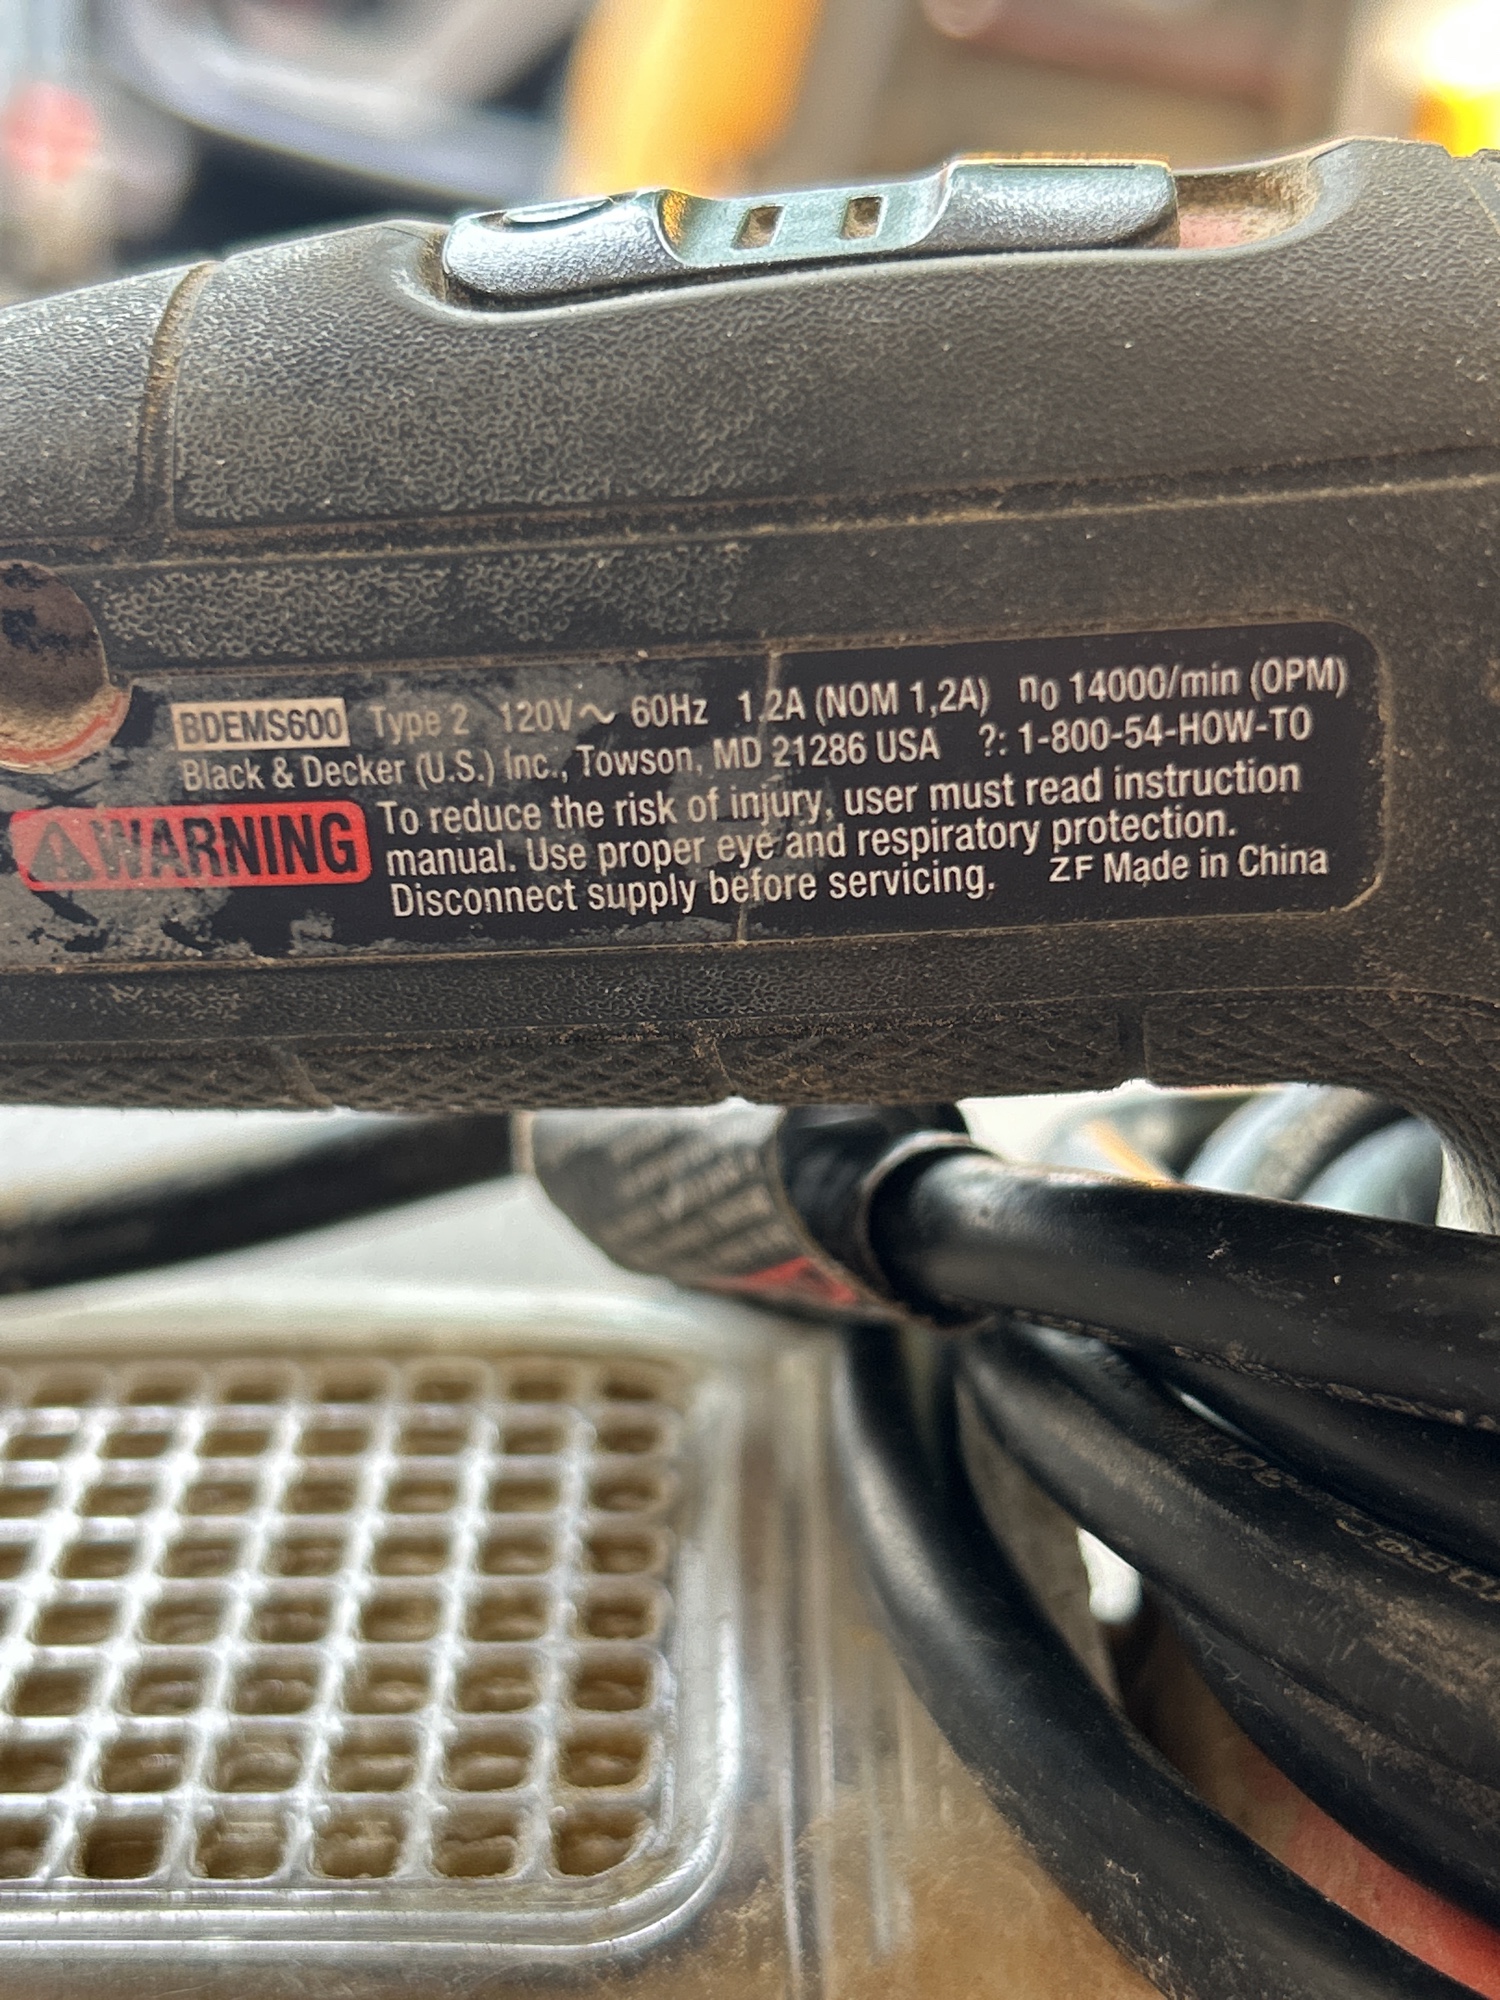 BDEMS600 Type 2 120V~ 60Hz 1,2A (NOM 1,2A) n0 14000/min (OPM)
Black & Decker (U.S.) Inc., Towson, MD 21286 USA ?: 1-800-54-HOW-TO
WARNING To reduce the risk of injury, user must read instruction
manual. Use proper eye and respiratory protection.
Disconnect supply before servicing. ZF Made in China